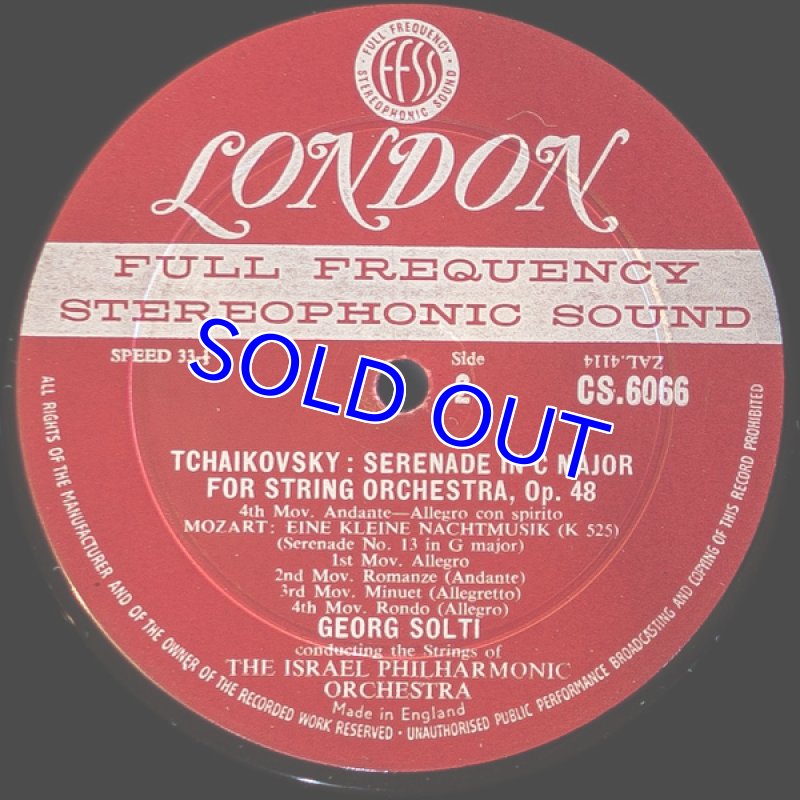 FULL FREQUENCY · STEREOPHONIC SOUND ·
FFSS
LONDON
FULL FREQUENCY
STEREOPHONIC SOUND
SPEED 33⅓
Side
2
ZAL.4114
CS.6066
SOLD OUT
TCHAIKOVSKY : SERENADE IN C MAJOR
FOR STRING ORCHESTRA, Op. 48
4th Mov. Andante—Allegro con spirito
MOZART: EINE KLEINE NACHTMUSIK (K 525)
(Serenade No. 13 in G major)
1st Mov. Allegro
2nd Mov. Romanze (Andante)
3rd Mov. Minuet (Allegretto)
4th Mov. Rondo (Allegro)
GEORG SOLTI
conducting the Strings of
THE ISRAEL PHILHARMONIC
ORCHESTRA
Made in England
ALL RIGHTS OF THE MANUFACTURER AND OF THE OWNER OF THE RECORDED WORK RESERVED · UNAUTHORISED PUBLIC PERFORMANCE BROADCASTING AND COPYING OF THIS RECORD PROHIBITED